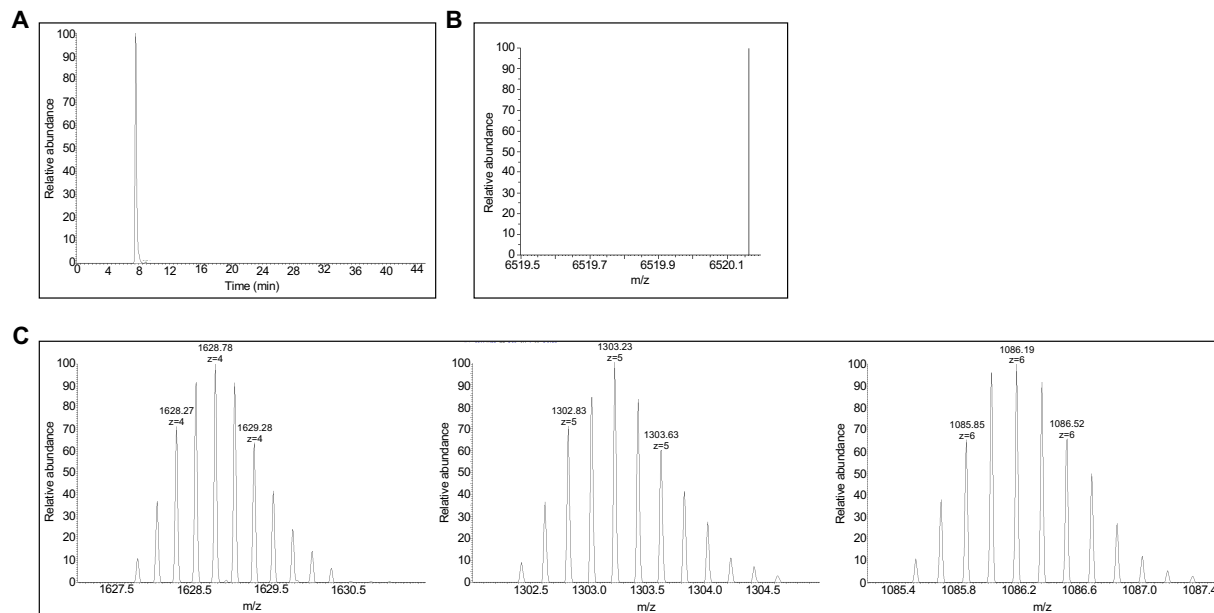 A
100
90
80
70
60
50
40
30
20
10
0
Relative abundance
0 4 8 12 16 20 24 28 32 36 40 44
Time (min)
B
100
90
80
70
60
50
40
30
20
10
0
Relative abundance
6519.5 6519.7 6519.9 6520.1
m/z
C
100
90
80
70
60
50
40
30
20
10
0
Relative abundance
1628.78
z=4
1628.27
z=4
1629.28
z=4
1627.5 1628.5 1629.5 1630.5
m/z
100
90
80
70
60
50
40
30
20
10
0
Relative abundance
1303.23
z=5
1302.83
z=5
1303.63
z=5
1302.5 1303.0 1303.5 1304.0 1304.5
m/z
100
90
80
70
60
50
40
30
20
10
0
Relative abundance
1086.19
z=6
1085.85
z=6
1086.52
z=6
1085.4 1085.8 1086.2 1086.6 1087.0 1087.4
m/z